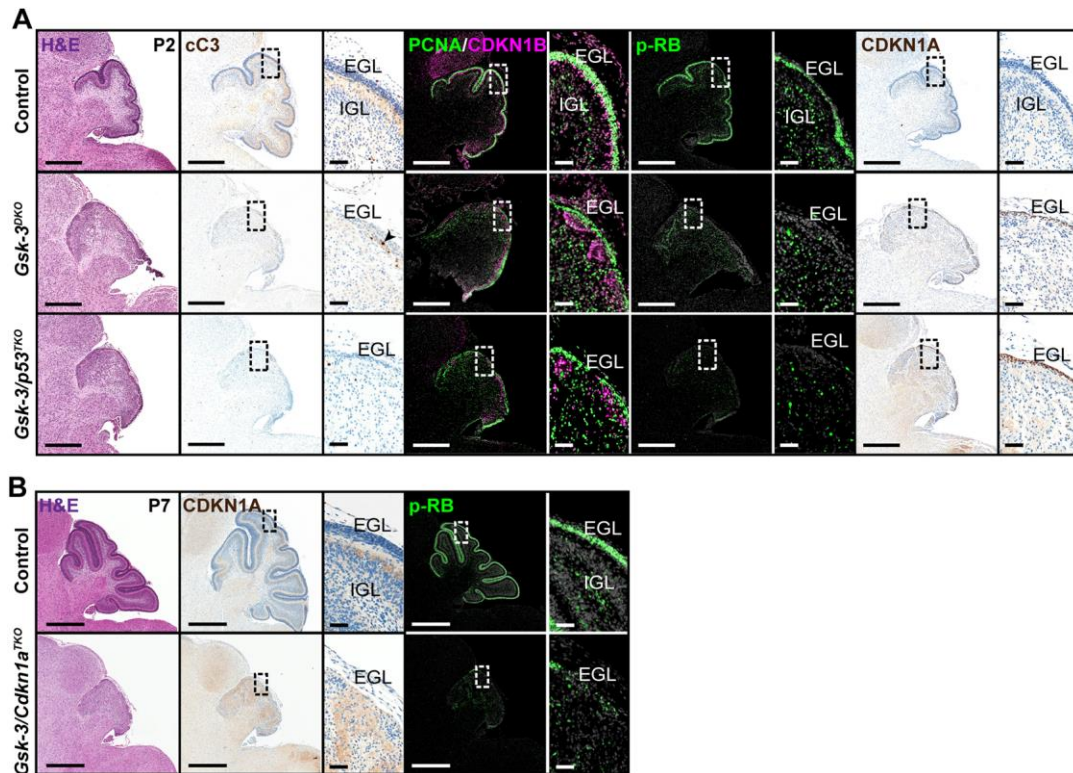 A
H&E P2 cC3 PCNA/CDKN1B p-RB CDKN1A
Control
EGL EGL EGL EGL
IGL IGL IGL IGL
Gsk-3DKO
EGL EGL EGL EGL
Gsk-3/p53TKO
EGL EGL EGL EGL
B
H&E P7 CDKN1A p-RB
Control
EGL EGL
IGL IGL
Gsk-3/Cdkn1aTKO
EGL EGL